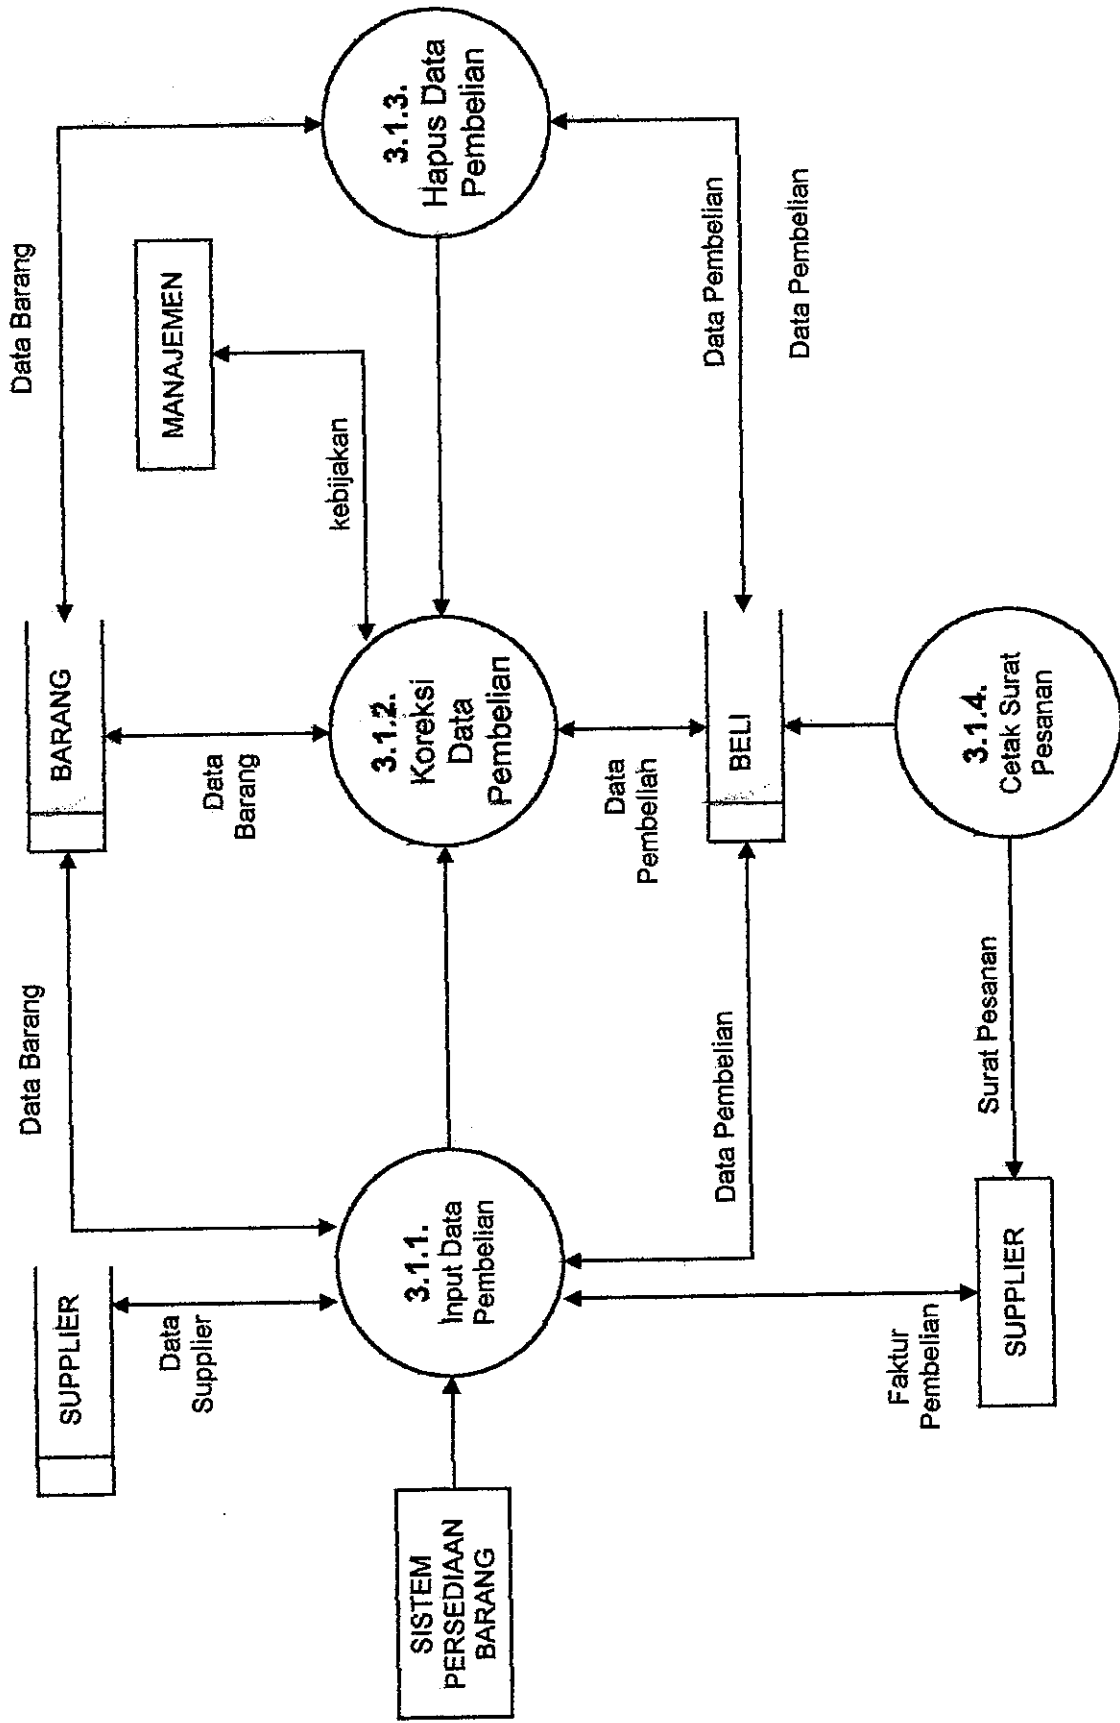 Data Barang
Data Barang
SUPPLIER
BARANG
Data
Supplier
Data
Barang
MANAJEMEN
kebijakan
SISTEM
PERSEDIAAN
BARANG
3.1.1.
Input Data
Pembelian
3.1.2.
Koreksi
Data
Pembelian
3.1.3.
Hapus Data
Pembelian
Data
Pembeliah
Data Pembelian
Data Pembelian
BELI
Data Pembelian
Faktur
Pembelian
Surat Pesanan
SUPPLIER
3.1.4.
Cetak Surat
Pesanan